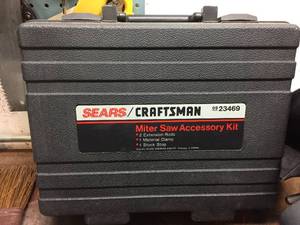 SEARS/CRAFTSMAN 23469
Miter Saw Accessory Kit
• 2 Extension Rods
• 1 Material Clamp
• 1 Stock Stop